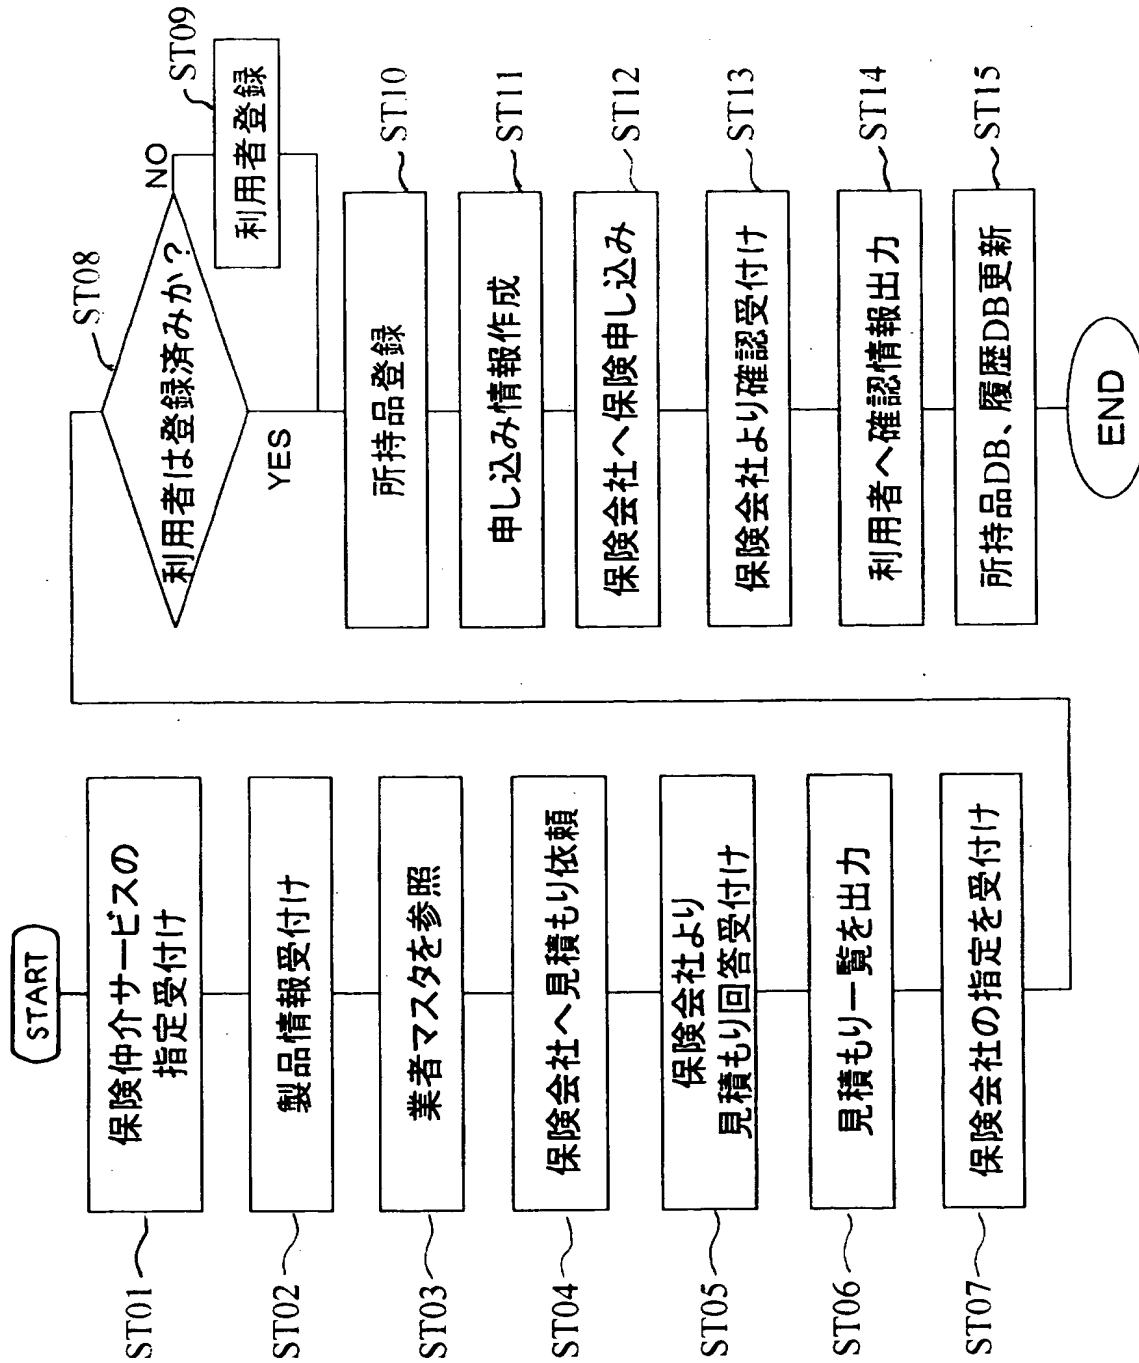 START
保険仲介サービスの
指定受付け
ST01
製品情報受付け
ST02
業者マスタを参照
ST03
保険会社へ見積もり依頼
ST04
保険会社より
見積もり回答受付け
ST05
見積もり一覧を出力
ST06
保険会社の指定を受付け
ST07
利用者は登録済みか?
ST08
NO
YES
利用者登録
ST09
所持品登録
ST10
申し込み情報作成
ST11
保険会社へ保険申し込み
ST12
保険会社より確認受付け
ST13
利用者へ確認情報出力
ST14
所持品DB、履歴DB更新
ST15
END